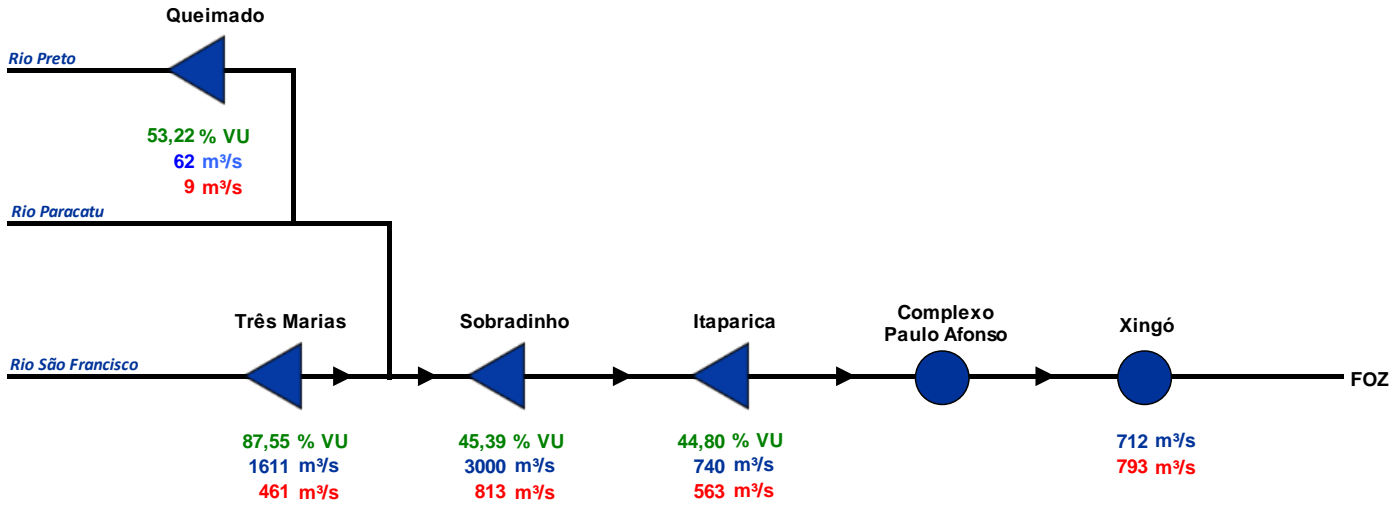 Queimado
Rio Preto
53,22 % VU
62 m³/s
9 m³/s
Rio Paracatu
Três Marias
Sobradinho
Itaparica
Complexo
Paulo Afonso
Xingó
Rio São Francisco
FOZ
87,55 % VU
1611 m³/s
461 m³/s
45,39 % VU
3000 m³/s
813 m³/s
44,80 % VU
740 m³/s
563 m³/s
712 m³/s
793 m³/s